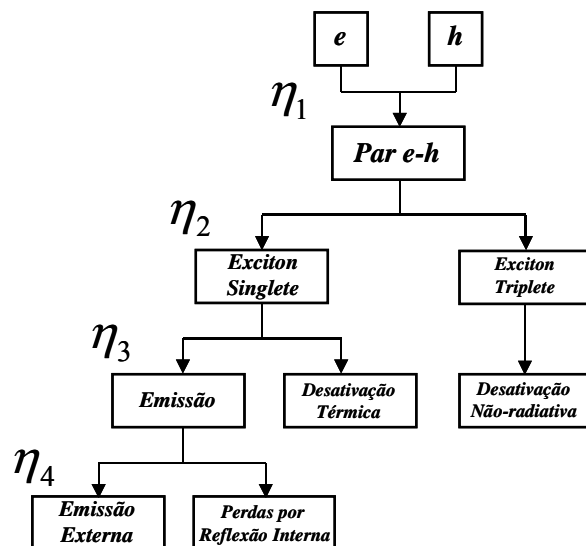 e
h
η1
Par e-h
η2
Exciton
Singlete
Exciton
Triplete
η3
Emissão
Desativação
Térmica
Desativação
Não-radiativa
η4
Emissão
Externa
Perdas por
Reflexão Interna